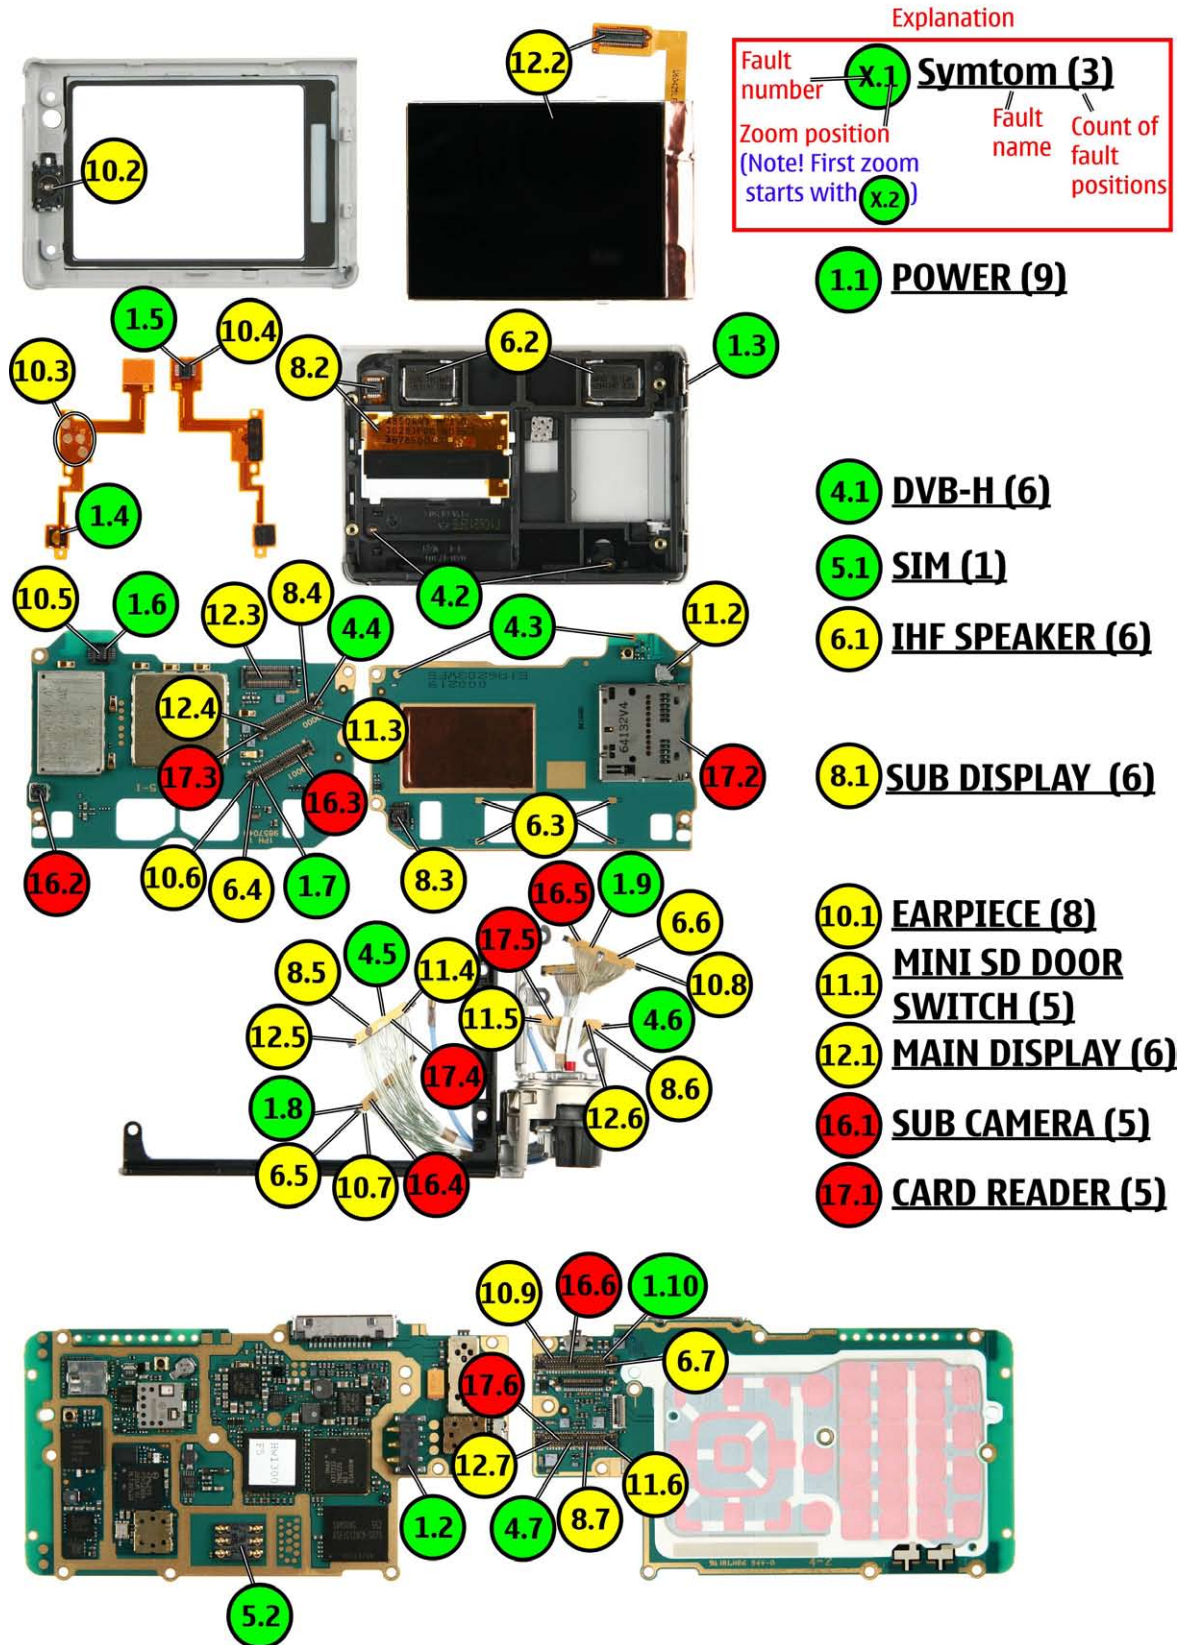 Explanation
Fault number
X.1
Symtom (3)
Zoom position
(Note! First zoom
starts with X.2)
Fault name
Count of fault positions
12.2
10.2
1.1 POWER (9)
1.5
10.4
6.2
1.3
8.2
10.3
1.4
4.1 DVB-H (6)
5.1 SIM (1)
4.2
10.5
1.6
12.3
8.4
4.4
4.3
11.2
6.1 IHF SPEAKER (6)
12.4
11.3
64132V4
17.3
16.3
17.2
8.1 SUB DISPLAY (6)
6.3
16.2
10.6
6.4
1.7
8.3
16.5
1.9
10.1 EARPIECE (8)
17.5
6.6
4.5
8.5
11.4
10.8
11.1 MINI SD DOOR
SWITCH (5)
12.5
11.5
4.6
12.1 MAIN DISPLAY (6)
17.4
8.6
1.8
12.6
16.1 SUB CAMERA (5)
6.5
10.7
16.4
17.1 CARD READER (5)
10.9
16.6
1.10
6.7
17.6
HW1300
F5
12.7
11.6
1.2
4.7
8.7
4-2
5.2